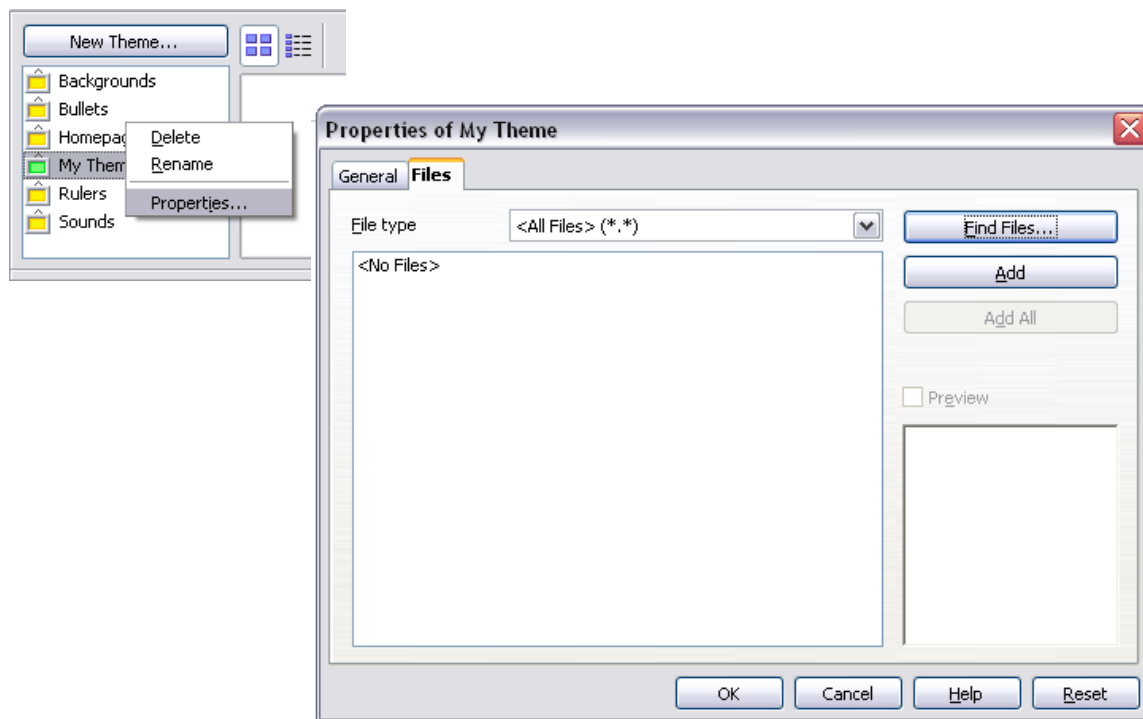 New Theme...
Backgrounds
Bullets
Homepag
My Them
Rulers
Sounds
Delete
Rename
Properties...
Properties of My Theme
General Files
File type <All Files> (*.*) Find Files...
<No Files> Add
Add All
Preview
OK Cancel Help Reset